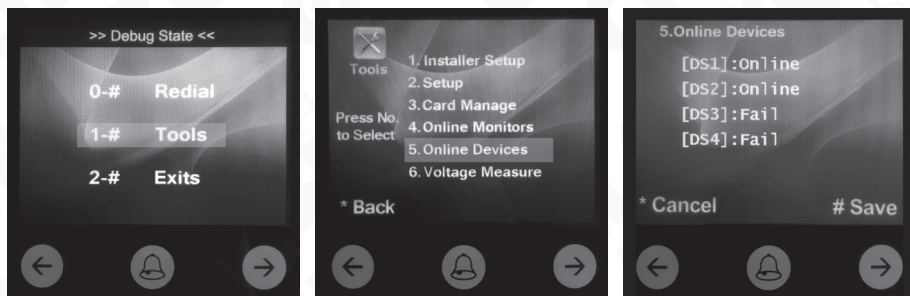 >> Debug State <<
0-# Redial
1-# Tools
2-# Exits
Tools
Press No.
to Select
1. Installer Setup
2. Setup
3. Card Manage
4. Online Monitors
5. Online Devices
6. Voltage Measure
* Back
5.Online Devices
[DS1]:Online
[DS2]:Online
[DS3]:Fail
[DS4]:Fail
* Cancel
# Save